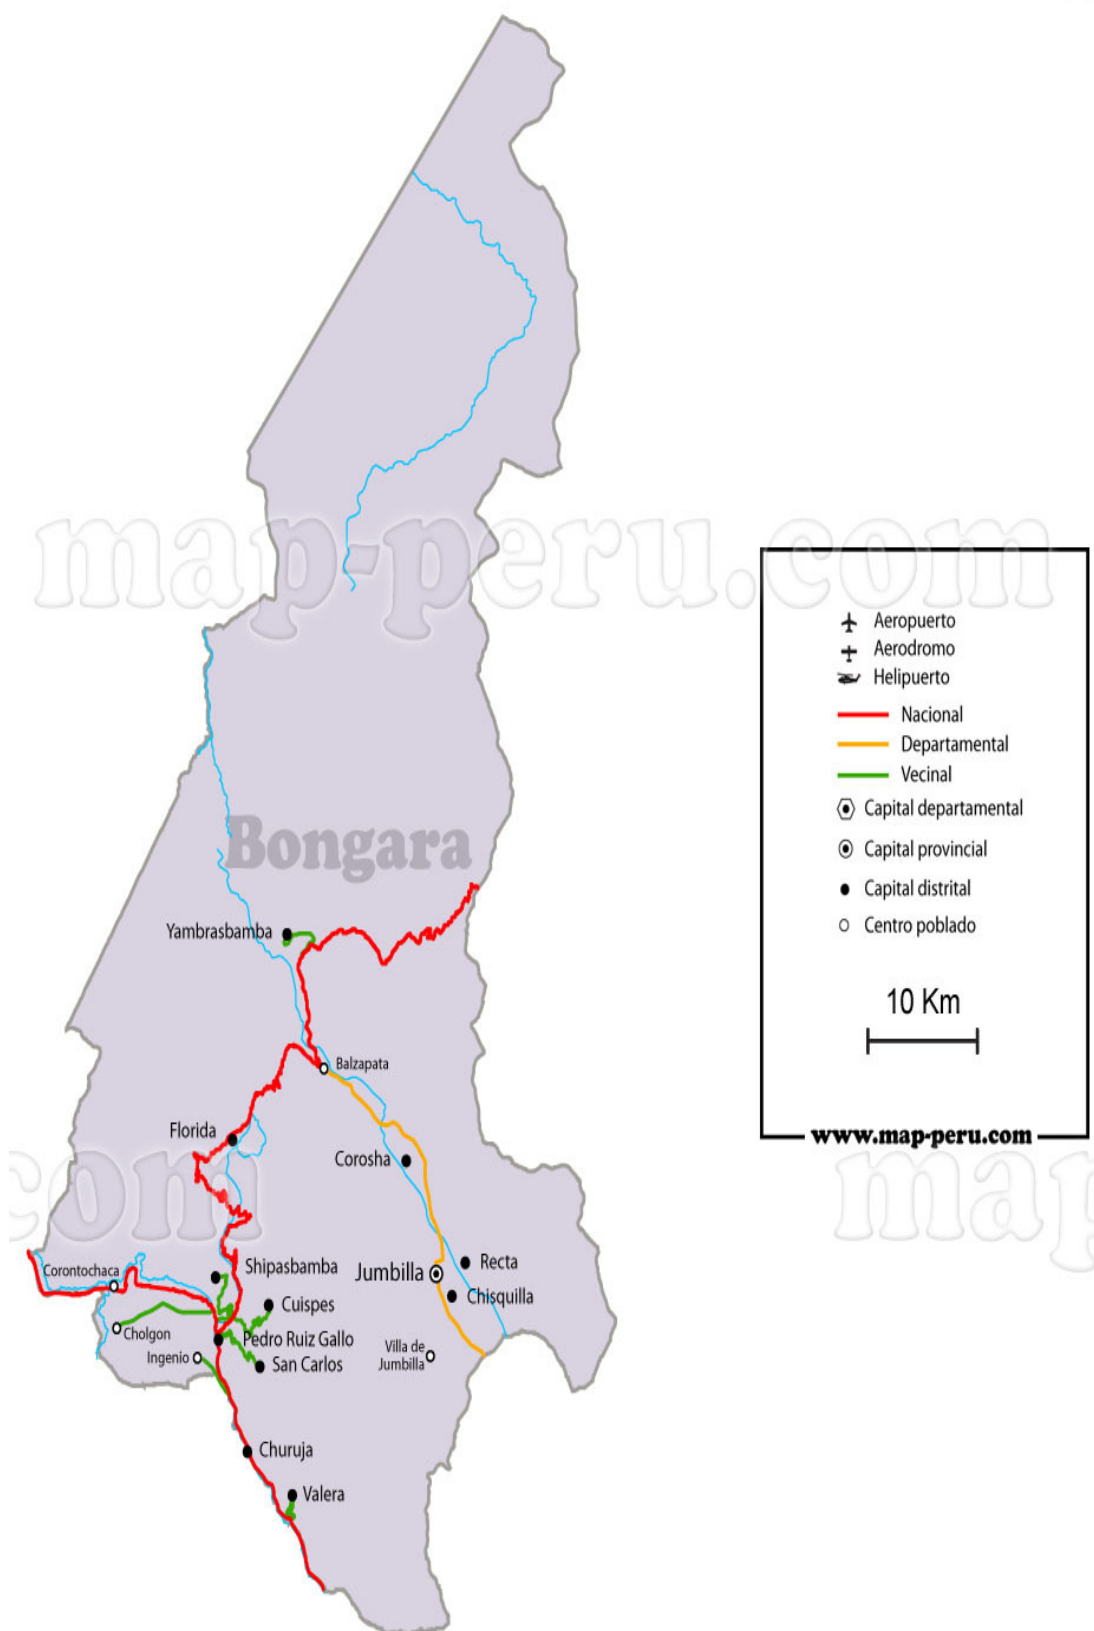 map-peru.com
Aeropuerto
Aerodromo
Helipuerto
Nacional
Departamental
Vecinal
Capital departamental
Capital provincial
Capital distrital
Centro poblado
10 Km
www.map-peru.com
Bongara
Yambrasbamba
Balzapata
Florida
Corosha
com
map
Shipasbamba
Corontochaca
Jumbilla
Recta
Cuispes
Chisquilla
Cholgon
Pedro Ruiz Gallo
Ingenio
San Carlos
Villa de
Jumbilla
Churuja
Valera